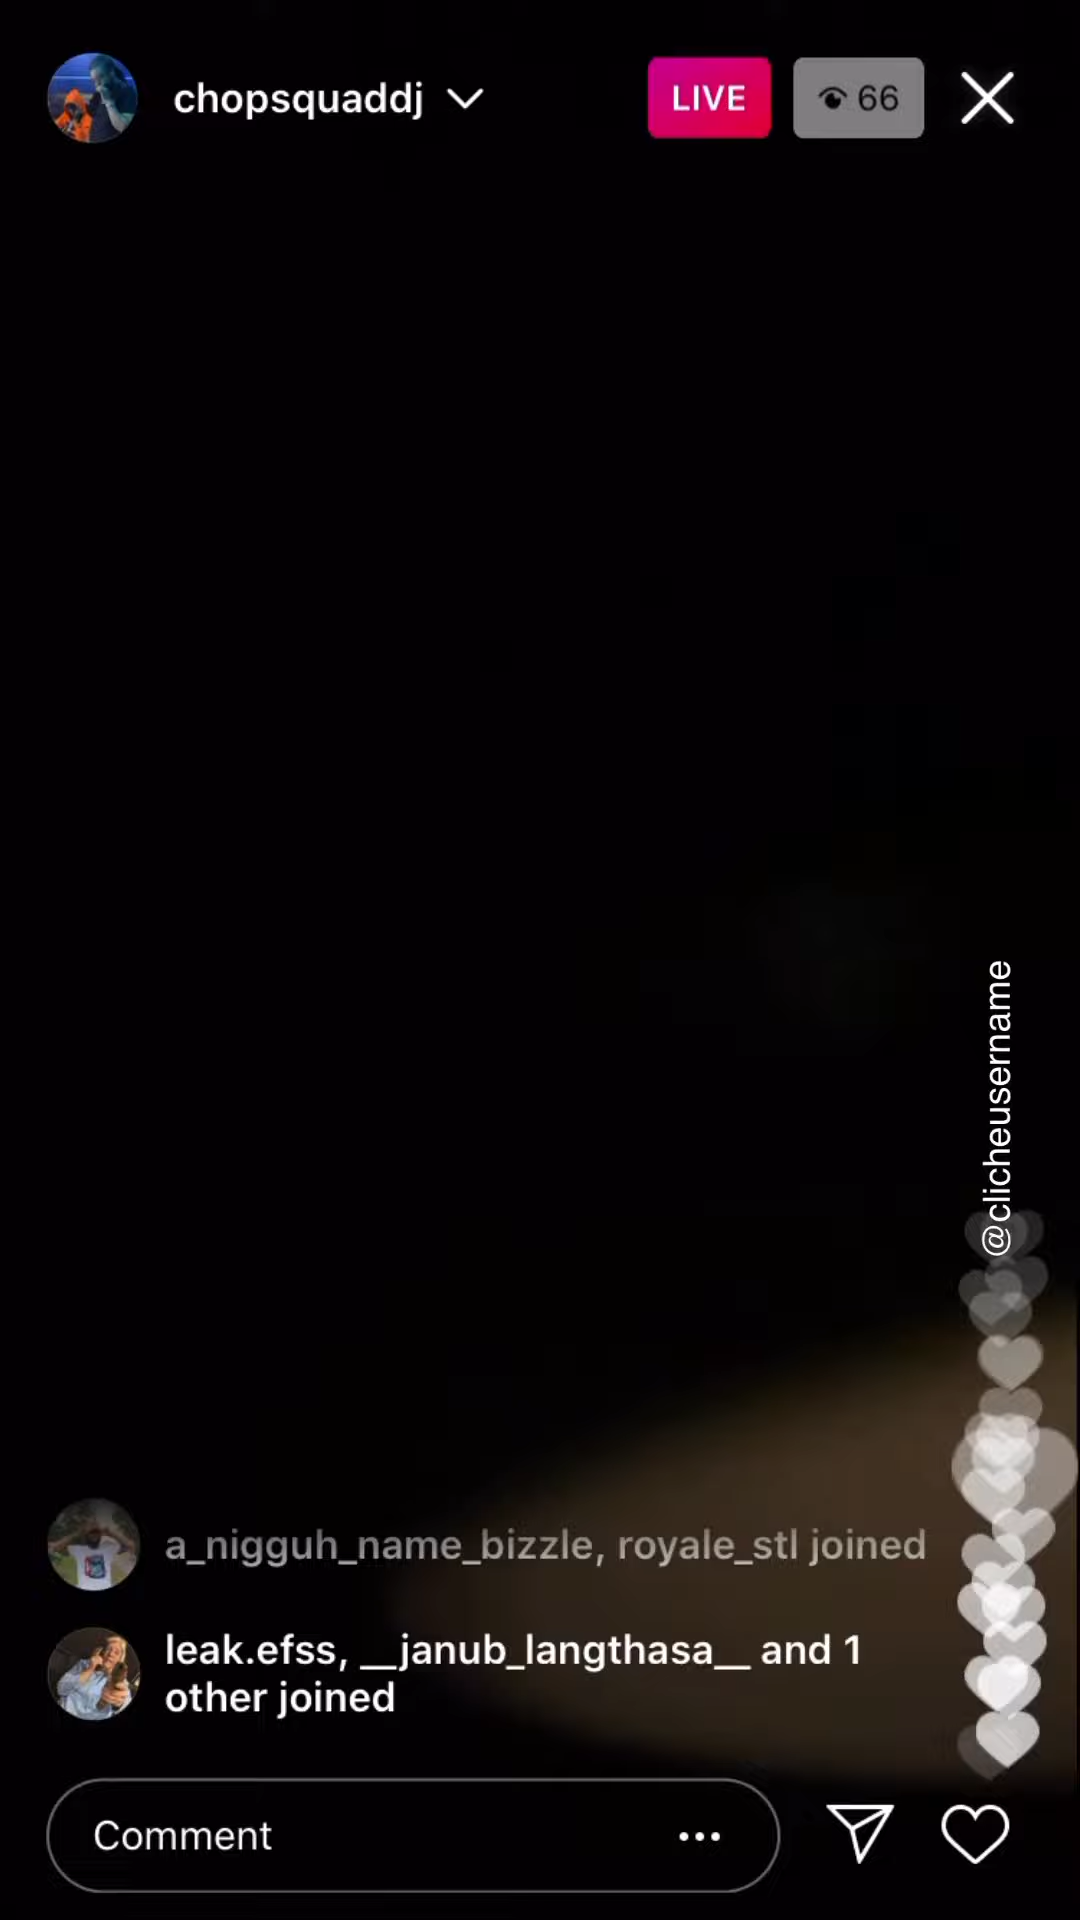 chopsquaddj
LIVE
66
@clicheusername
a_nigguh_name_bizzle, royale_stl joined
leak.efss, __janub_langthasa__ and 1
other joined
Comment